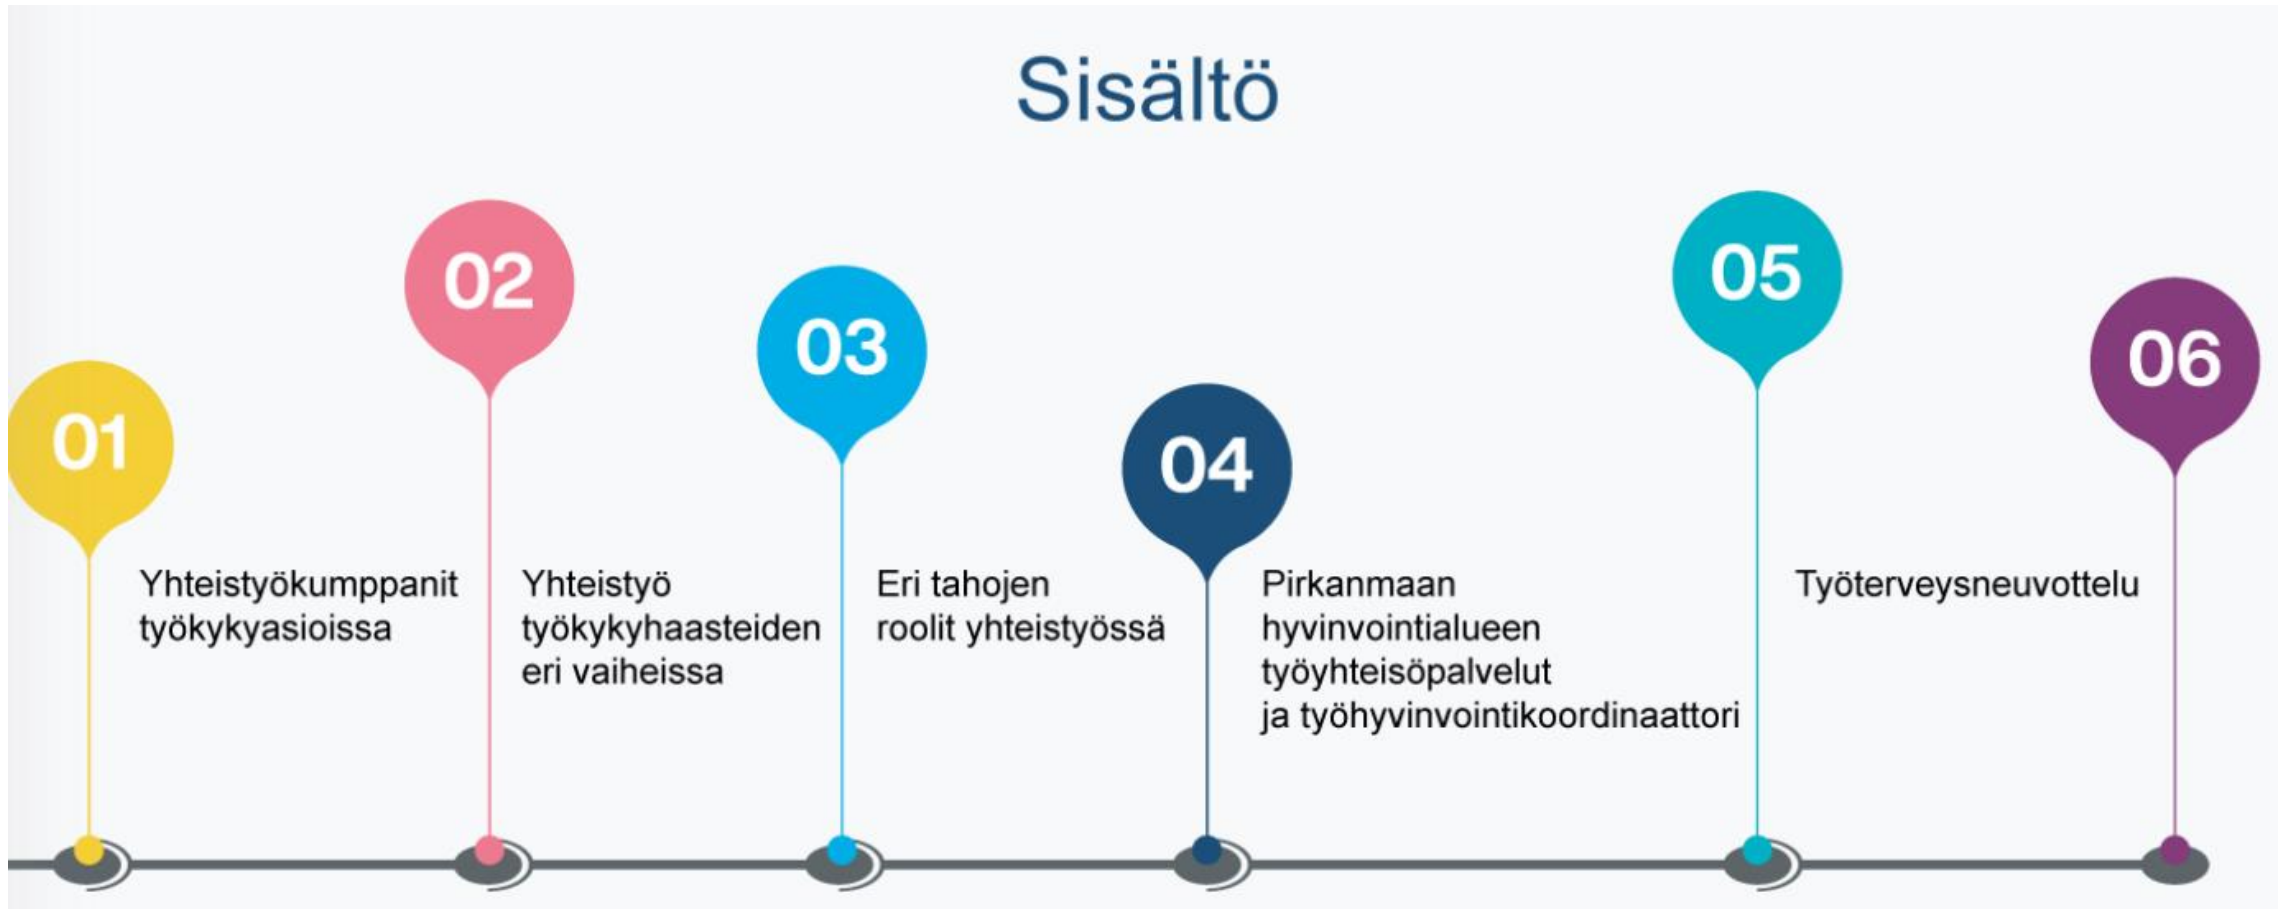 Sisältö
01
Yhteistyökumppanit
työkykyasioissa
02
Yhteistyö
työkykyhaasteiden
eri vaiheissa
03
Eri tahojen
roolit yhteistyössä
04
Pirkanmaan
hyvinvointialueen
työyhteisöpalvelut
ja työhyvinvointikoordinaattori
05
Työterveysneuvottelu
06